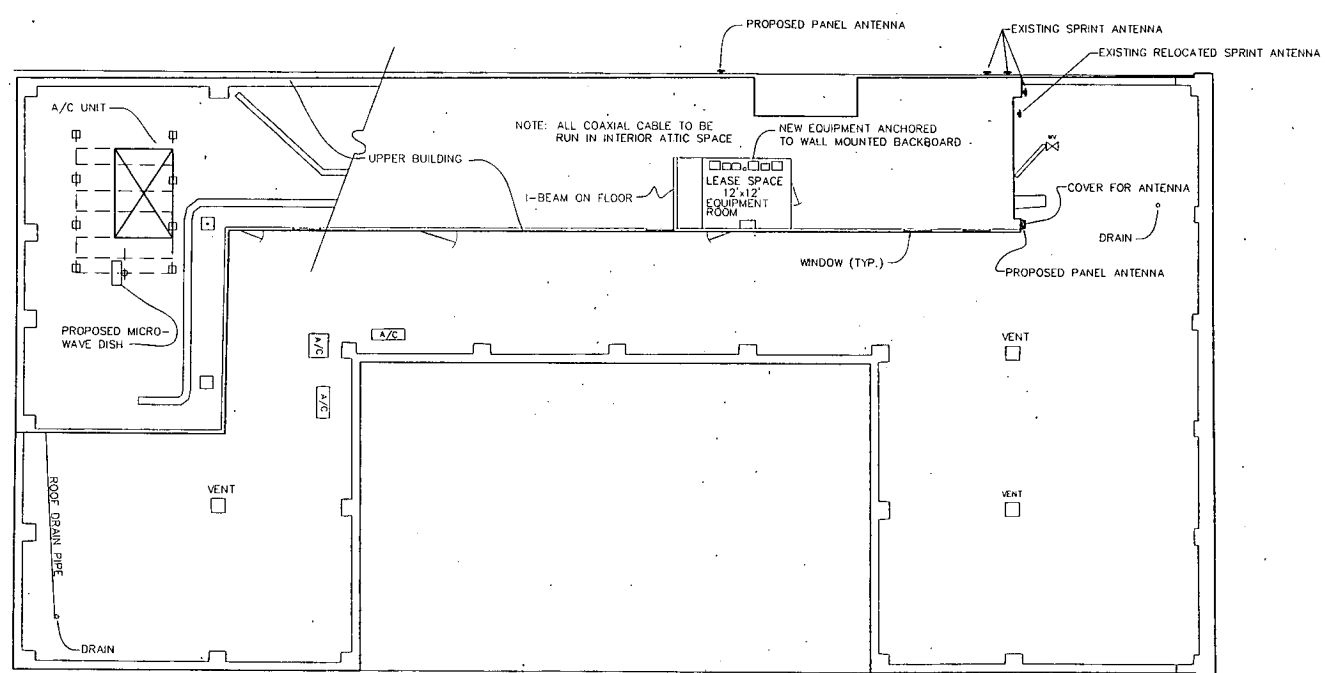 PROPOSED PANEL ANTENNA
EXISTING SPRINT ANTENNA
EXISTING RELOCATED SPRINT ANTENNA
A/C UNIT
NOTE: ALL COAXIAL CABLE TO BE
RUN IN INTERIOR ATTIC SPACE
NEW EQUIPMENT ANCHORED
TO WALL MOUNTED BACKBOARD
UPPER BUILDING
I-BEAM ON FLOOR
LEASE SPACE
12'x12'
EQUIPMENT
ROOM
COVER FOR ANTENNA
DRAIN
WINDOW (TYP.)
PROPOSED PANEL ANTENNA
PROPOSED MICRO-
WAVE DISH
A/C
A/C
A/C
VENT
VENT
VENT
ROOF DRAIN PIPE
DRAIN